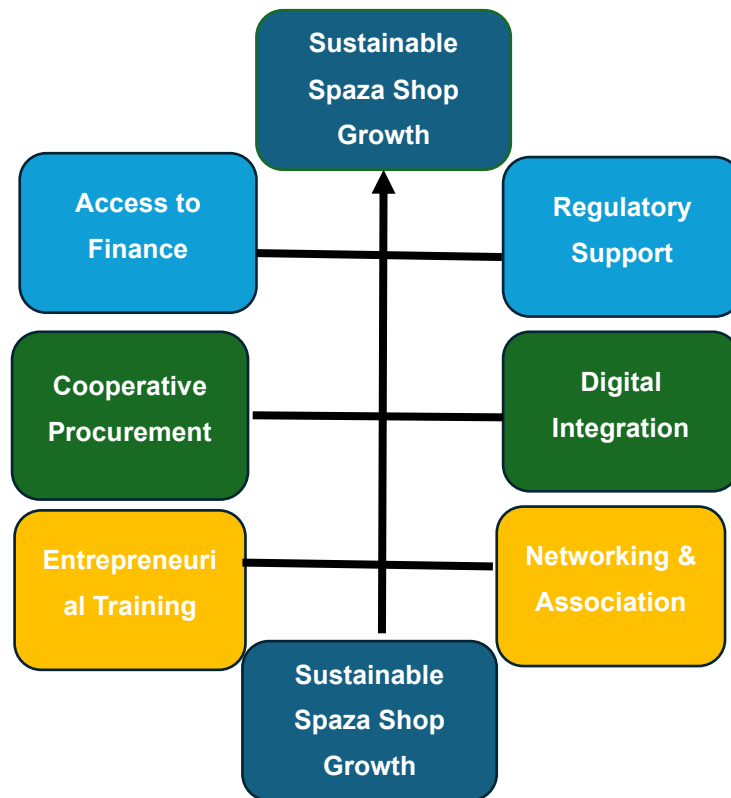 Sustainable
Spaza Shop
Growth
Access to
Finance
Regulatory
Support
Cooperative
Procurement
Digital
Integration
Entrepreneuri
al Training
Networking &
Association
Sustainable
Spaza Shop
Growth